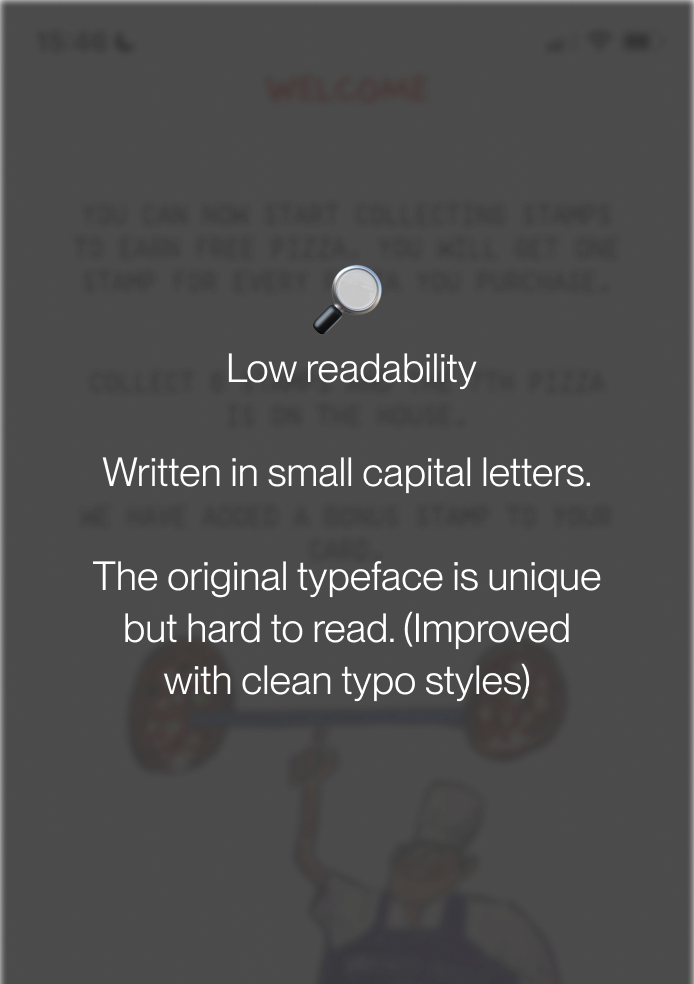 15:46
WELCOME
YOU CAN NOW START COLLECTING STAMPS
TO EARN FREE PIZZA. YOU WILL GET ONE
STAMP FOR EVERY A YOU PURCHASE.
Low readability
COLLECT TH PIZZA
IS ON THE HOUSE.
Written in small capital letters.
WE HAVE ADDED A BONUS STAMP TO YOUR
CARD.
The original typeface is unique
but hard to read. (Improved
with clean typo styles)